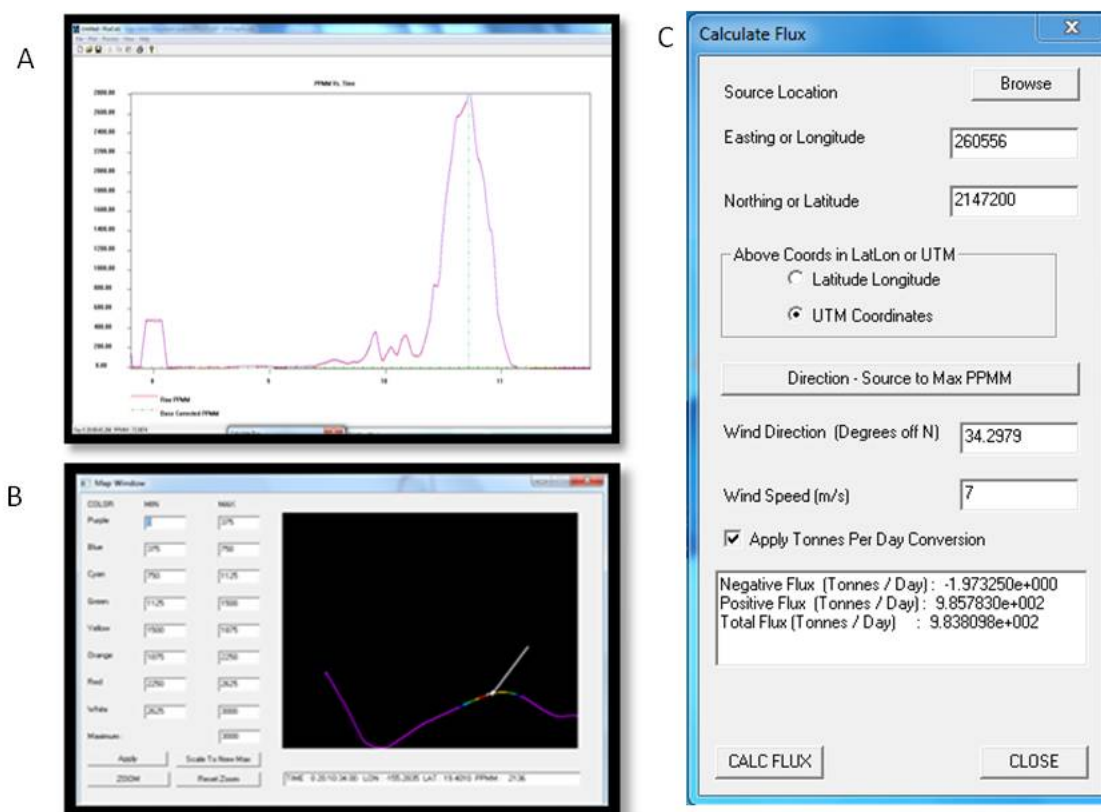 A
PPMM Vs. Time
2800.00
2600.00
2400.00
2200.00
2000.00
1800.00
1600.00
1400.00
1200.00
1000.00
800.00
600.00
400.00
200.00
0.00
9
10
11
Raw PPMM
Base Corrected PPMM
B
Map Window
COLOR MIN MAX
Purple 375
Blue 375 750
Cyan 750 1125
Green 1125 1500
Yellow 1500 1875
Orange 1875 2250
Red 2250 2625
White 2625 3000
Maximum: 3000
Apply Scale To New Max
ZOOM Reset Zoom
C
Calculate Flux
Source Location Browse
Easting or Longitude 260556
Northing or Latitude 2147200
Above Coords in LatLon or UTM
Latitude Longitude
UTM Coordinates
Direction - Source to Max PPMM
Wind Direction (Degrees off N) 34.2979
Wind Speed (m/s) 7
Apply Tonnes Per Day Conversion
Negative Flux (Tonnes / Day) : -1.973250e+000
Positive Flux (Tonnes / Day) : 9.857830e+002
Total Flux (Tonnes / Day) : 9.838098e+002
CALC FLUX CLOSE